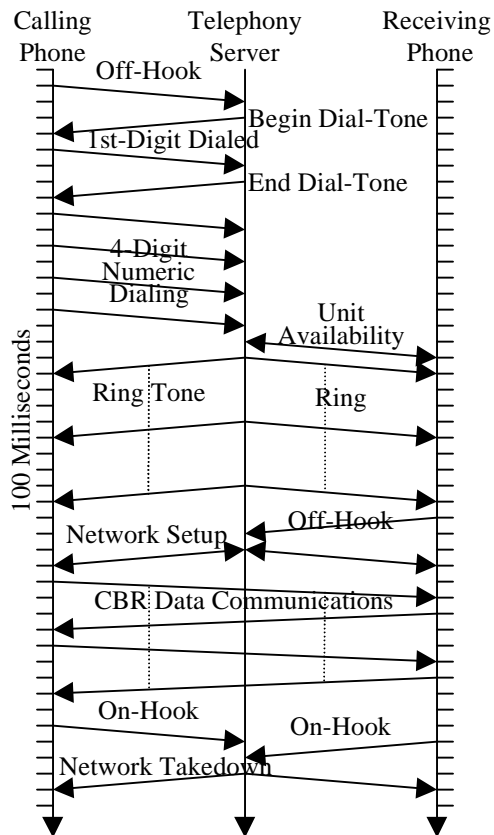 Calling Phone
Telephony Server
Receiving Phone
Off-Hook
Begin Dial-Tone
1st-Digit Dialed
End Dial-Tone
4-Digit
Numeric
Dialing
Unit
Availability
Ring Tone
Ring
100 Milliseconds
Off-Hook
Network Setup
CBR Data Communications
On-Hook
On-Hook
Network Takedown